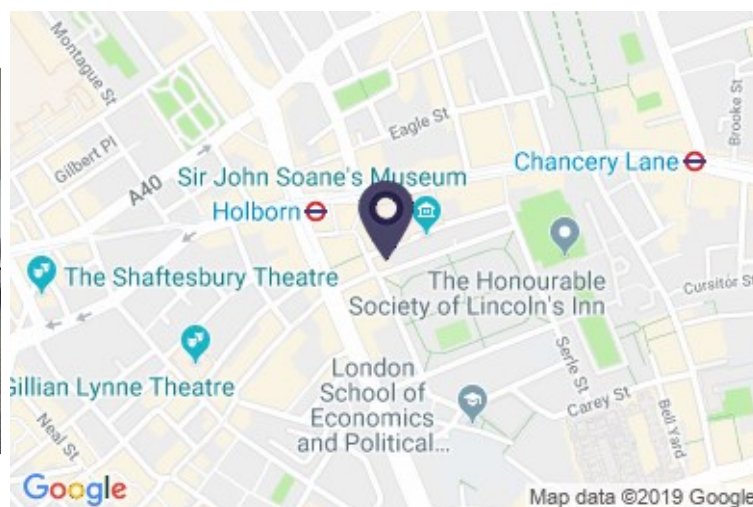 Montague St
Brooke St
Eagle St
Gilbert Pl
A40
Chancery Lane
Sir John Soane's Museum
Holborn
The Shaftesbury Theatre
The Honourable
Society of Lincoln's Inn
Cursitor St
Gillian Lynne Theatre
London
School of
Economics
and Political...
Serle St
Carey St
Bell Yard
Neal St
Google
Map data ©2019 Google